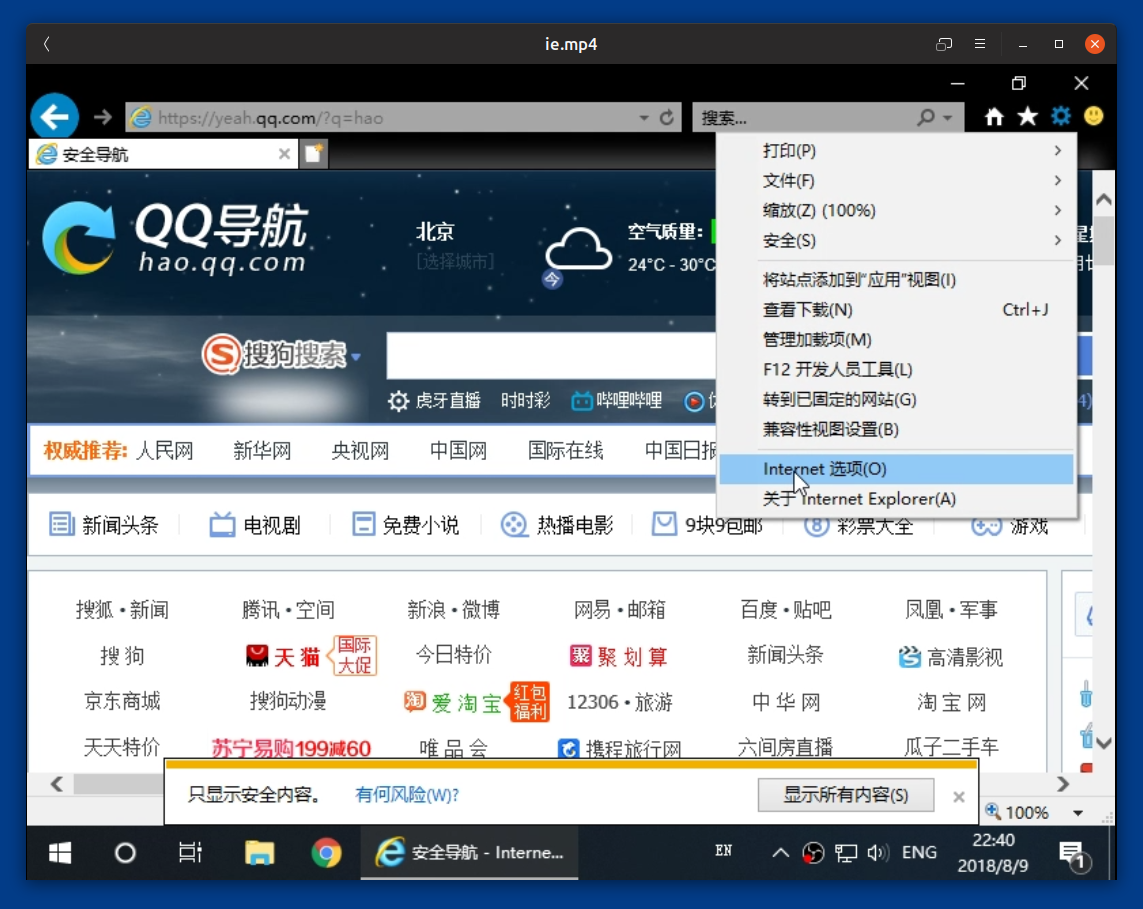 ie.mp4
https://yeah.qq.com/?q=hao
搜索...
安全导航
打印(P)
文件(F)
缩放(Z) (100%)
安全(S)
将站点添加到“应用”视图(I)
查看下载(N) Ctrl+J
管理加载项(M)
F12 开发人员工具(L)
转到已固定的网站(G)
兼容性视图设置(B)
Internet 选项(O)
关于 Internet Explorer(A)
QQ导航
hao.qq.com
北京
[选择城市]
今
空气质量:
24°C - 30°C
搜狗搜索
虎牙直播 时时彩 哔哩哔哩
4)
权威推荐: 人民网 新华网 央视网 中国网 国际在线 中国日报
新闻头条 电视剧 免费小说 热播电影 9块9包邮 彩票大全 游戏
搜狐 • 新闻 腾讯 • 空间 新浪 • 微博 网易 • 邮箱 百度 • 贴吧 凤凰 • 军事
搜 狗 天 猫 国际大促 今日特价 聚 聚 划 算 新闻头条 高清影视
京东商城 搜狗动漫 淘 爱 淘 宝 红包福利 12306 • 旅游 中 华 网 淘 宝 网
天天特价 苏宁易购199减60 唯 品 会 携程旅行网 六间房直播 瓜子二手车
只显示安全内容。 有何风险(W)? 显示所有内容(S)
100%
安全导航 - Interne...
EN
ENG
22:40
2018/8/9
1